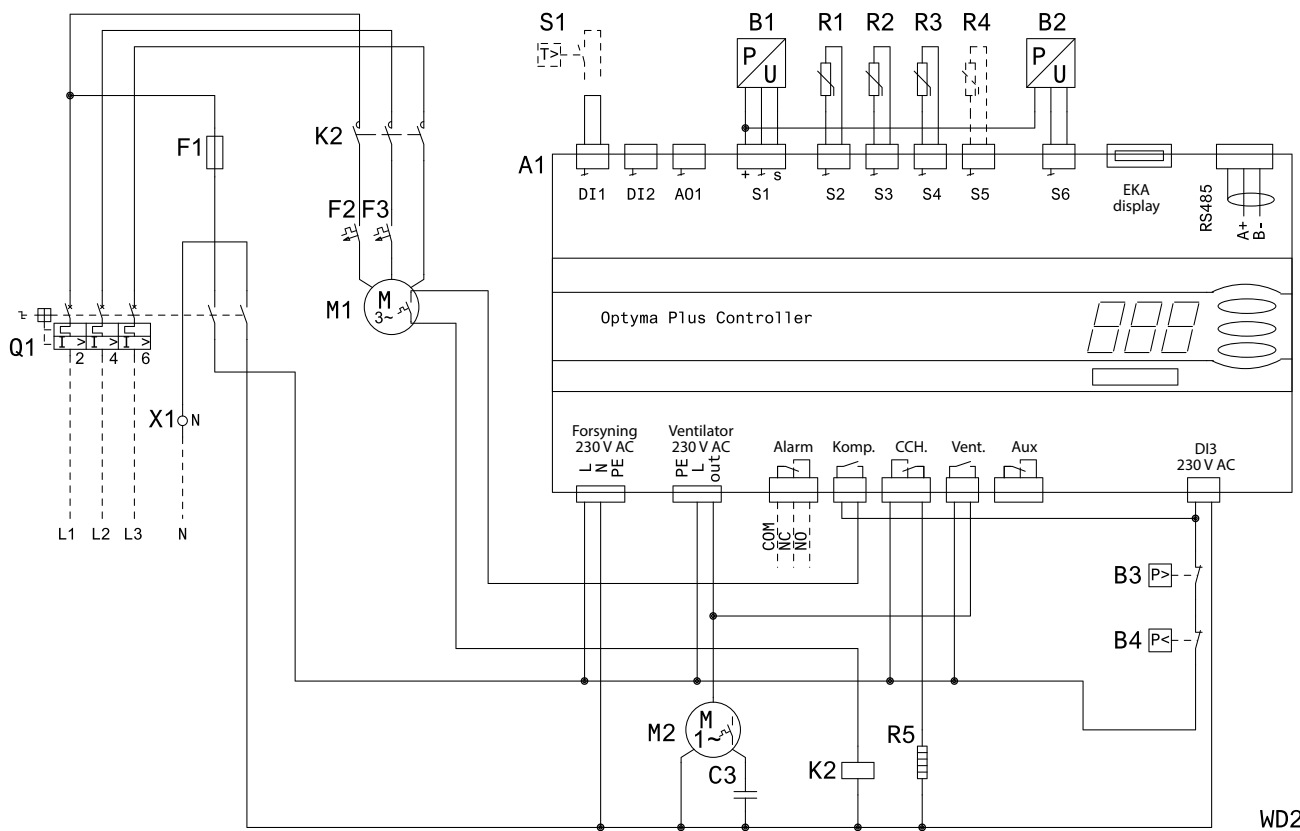 S1 B1 R1 R2 R3 R4 B2
T> P U P U
F1 K2 A1
+ s
DI1 DI2 AO1 S1 S2 S3 S4 S5 S6 EKA display RS485
A+ B-
F2 F3
M1 M 3~
Optyma Plus Controller
Q1 I > 2 I > 4 I > 6
X1 N
Forsyning 230 V AC
Ventilator 230 V AC
Alarm Komp. CCH. Vent. Aux
DI3 230 V AC
L N PE
PE L out
L1 L2 L3 N
COM NC NO
B3 P>
B4 P<
M2 M 1~
R5
C3 K2
WD2